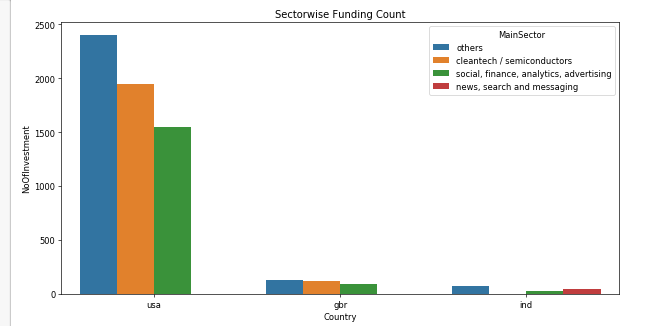 Sectorwise Funding Count
MainSector
others
cleantech / semiconductors
social, finance, analytics, advertising
news, search and messaging
NoOfInvestment
2500
2000
1500
1000
500
0
usa
gbr
ind
Country